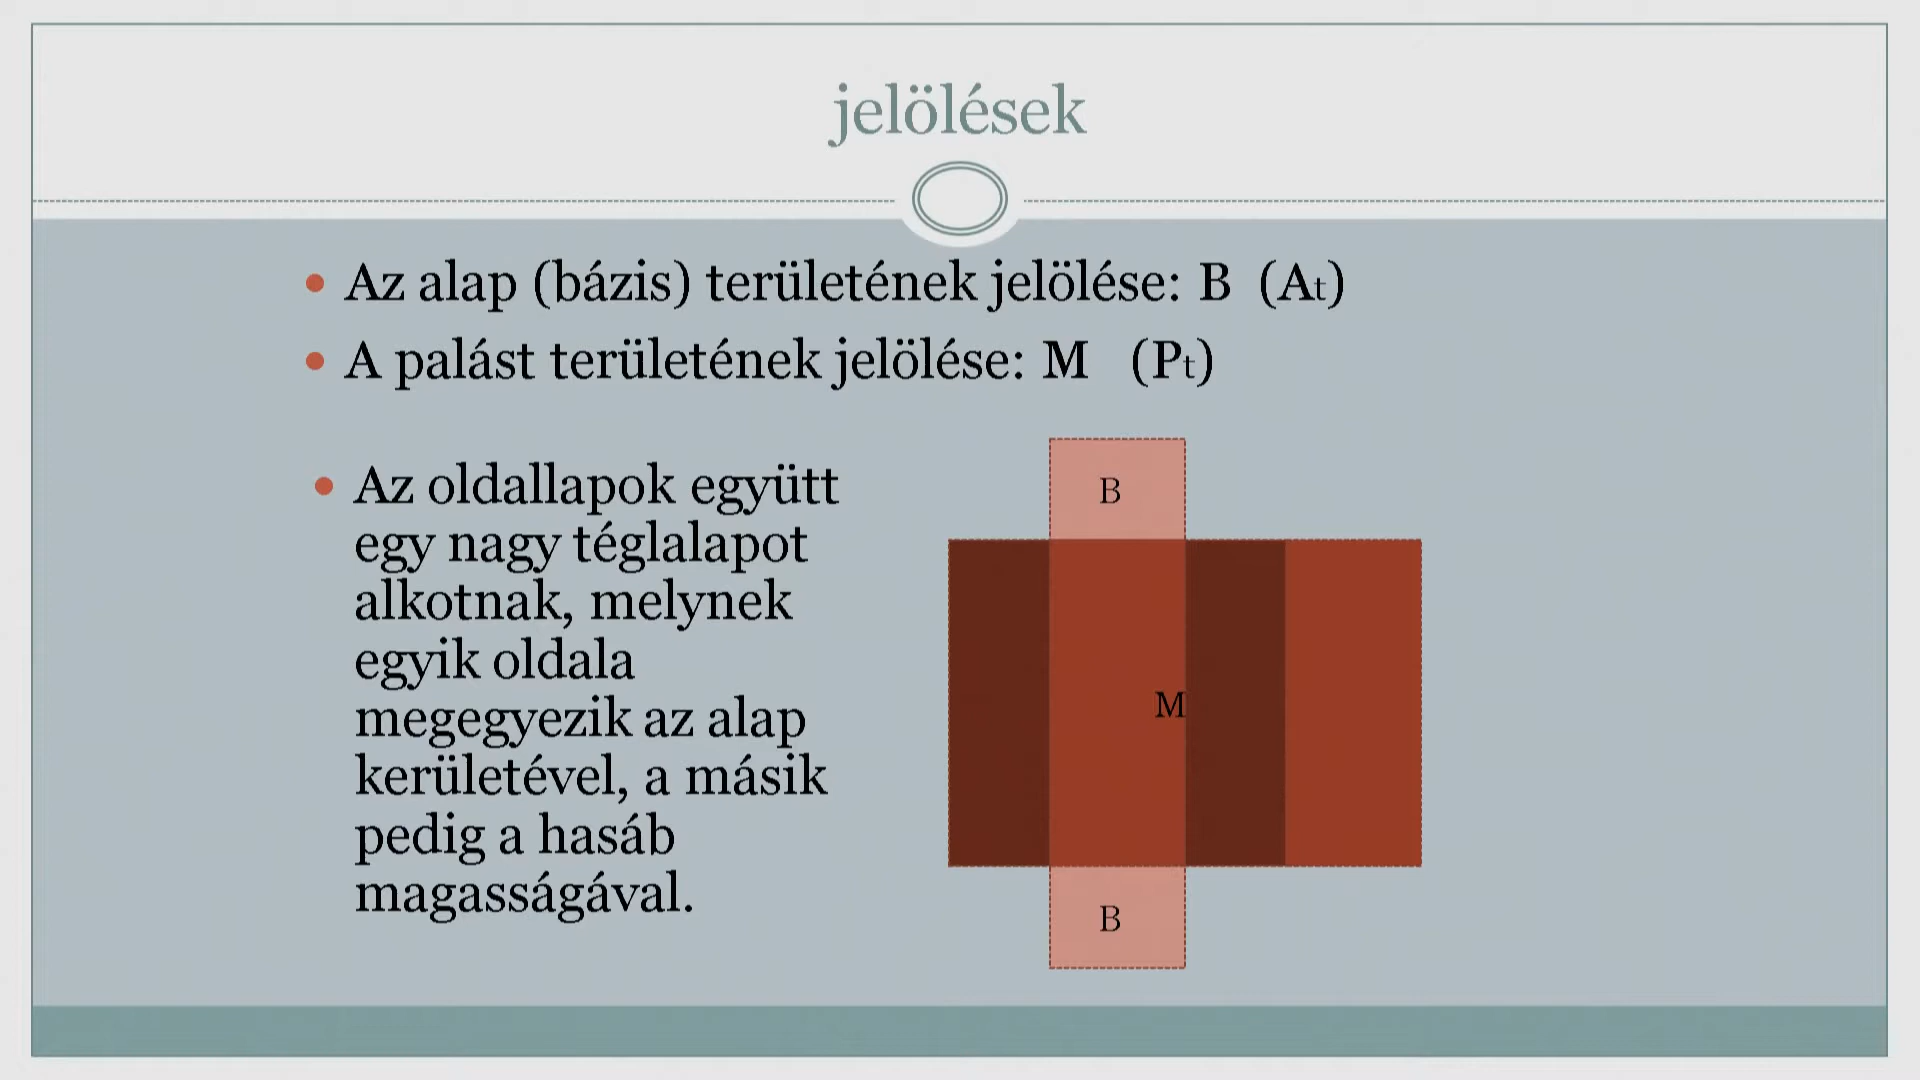 jelölések
Az alap (bázis) területének jelölése: B (At)
A palást területének jelölése: M (Pt)
Az oldallapok együtt
egy nagy téglalapot
alkotnak, melynek
egyik oldala
megegyezik az alap
kerületével, a másik
pedig a hasáb
magasságával.
B
M
B